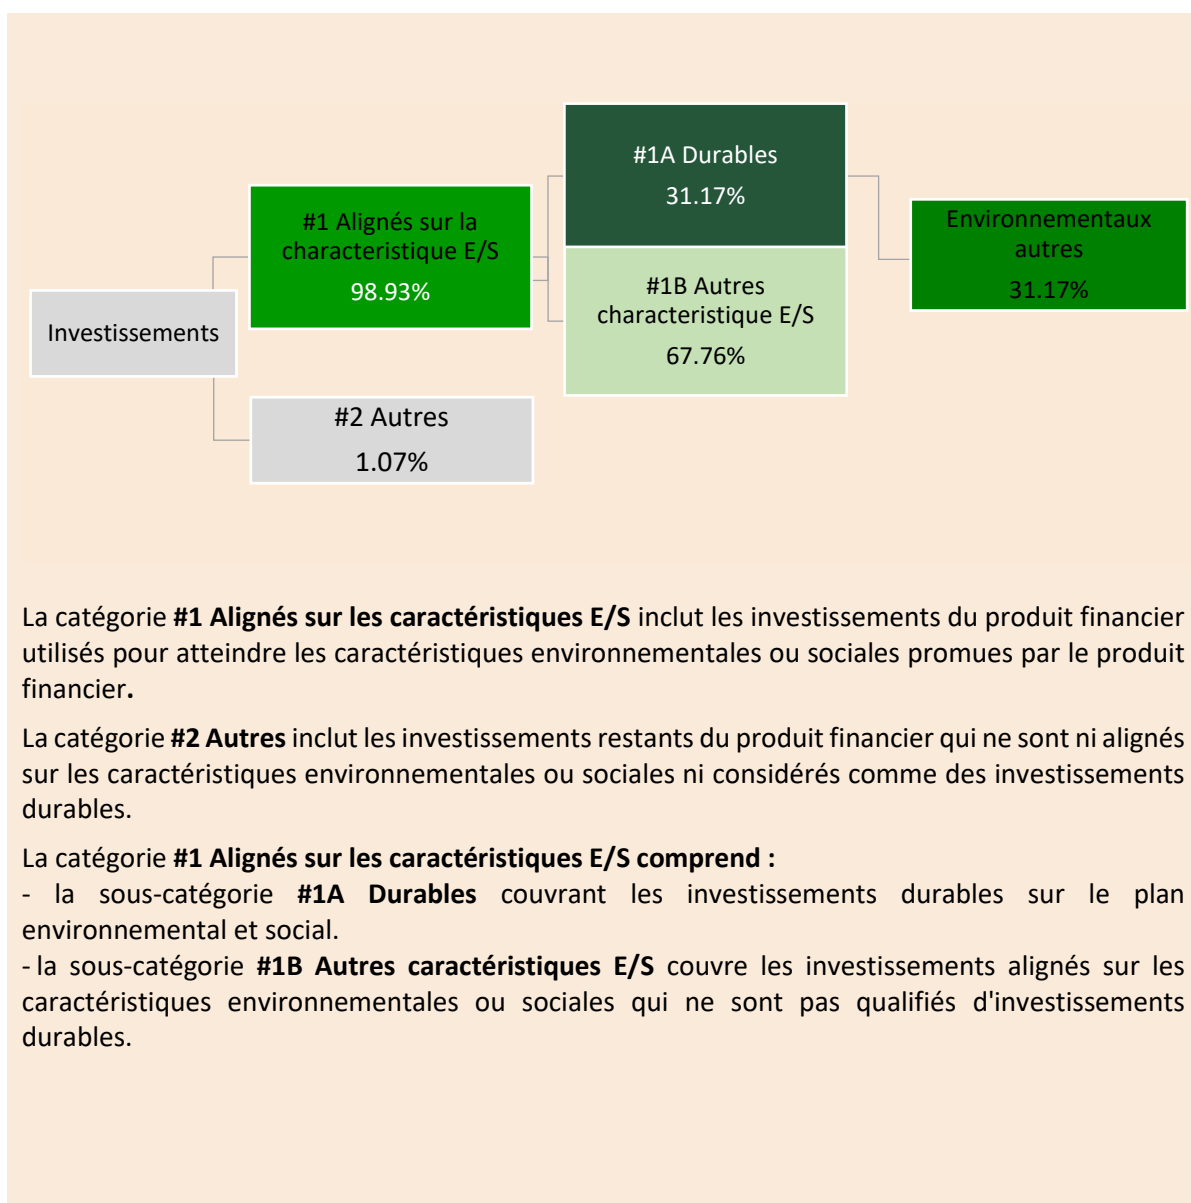 #1A Durables
31.17%
#1 Alignés sur la
characteristique E/S
98.93%
Environnementaux
autres
31.17%
#1B Autres
characteristique E/S
67.76%
Investissements
#2 Autres
1.07%
La catégorie #1 Alignés sur les caractéristiques E/S inclut les investissements du produit financier
utilisés pour atteindre les caractéristiques environnementales ou sociales promues par le produit
financier.
La catégorie #2 Autres inclut les investissements restants du produit financier qui ne sont ni alignés
sur les caractéristiques environnementales ou sociales ni considérés comme des investissements
durables.
La catégorie #1 Alignés sur les caractéristiques E/S comprend :
- la sous-catégorie #1A Durables couvrant les investissements durables sur le plan
environnemental et social.
- la sous-catégorie #1B Autres caractéristiques E/S couvre les investissements alignés sur les
caractéristiques environnementales ou sociales qui ne sont pas qualifiés d'investissements
durables.